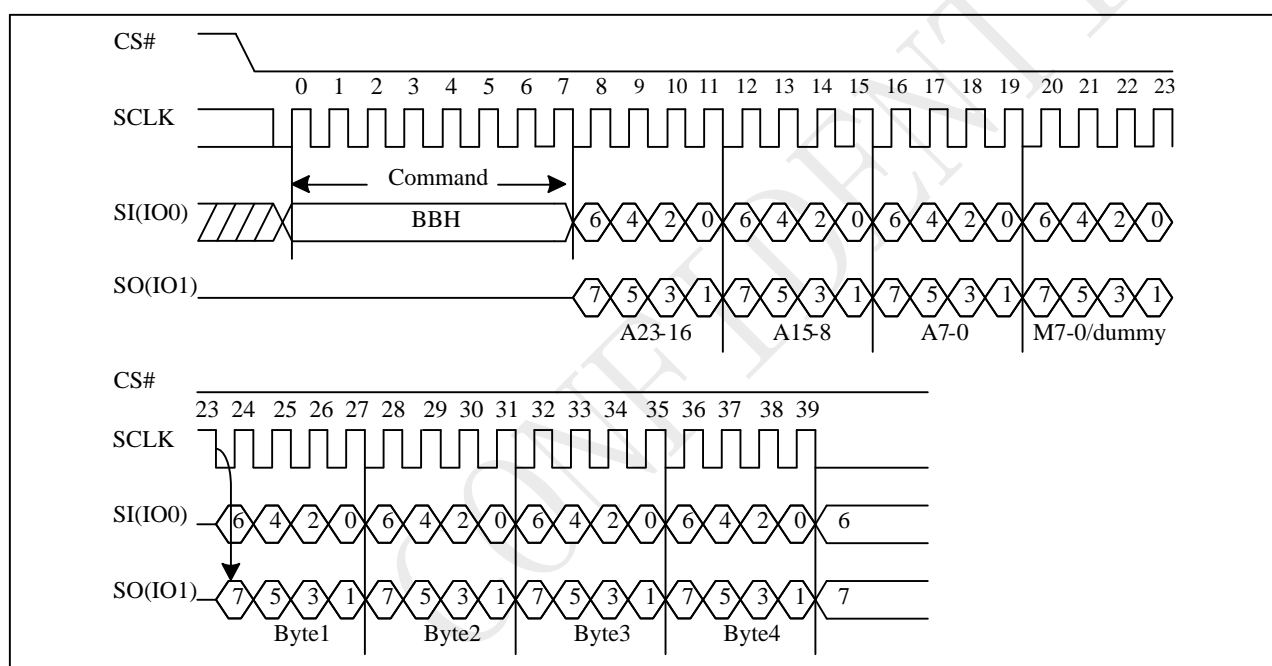 CS#
0 1 2 3 4 5 6 7 8 9 10 11 12 13 14 15 16 17 18 19 20 21 22 23
SCLK
Command
SI(IO0) BBH 6 4 2 0 6 4 2 0 6 4 2 0 6 4 2 0
SO(IO1) 7 5 3 1 7 5 3 1 7 5 3 1 7 5 3 1
A23-16 A15-8 A7-0 M7-0/dummy
CS#
23 24 25 26 27 28 29 30 31 32 33 34 35 36 37 38 39
SCLK
SI(IO0) 6 4 2 0 6 4 2 0 6 4 2 0 6 4 2 0 6
SO(IO1) 7 5 3 1 7 5 3 1 7 5 3 1 7 5 3 1 7
Byte1 Byte2 Byte3 Byte4
CONFIDENT